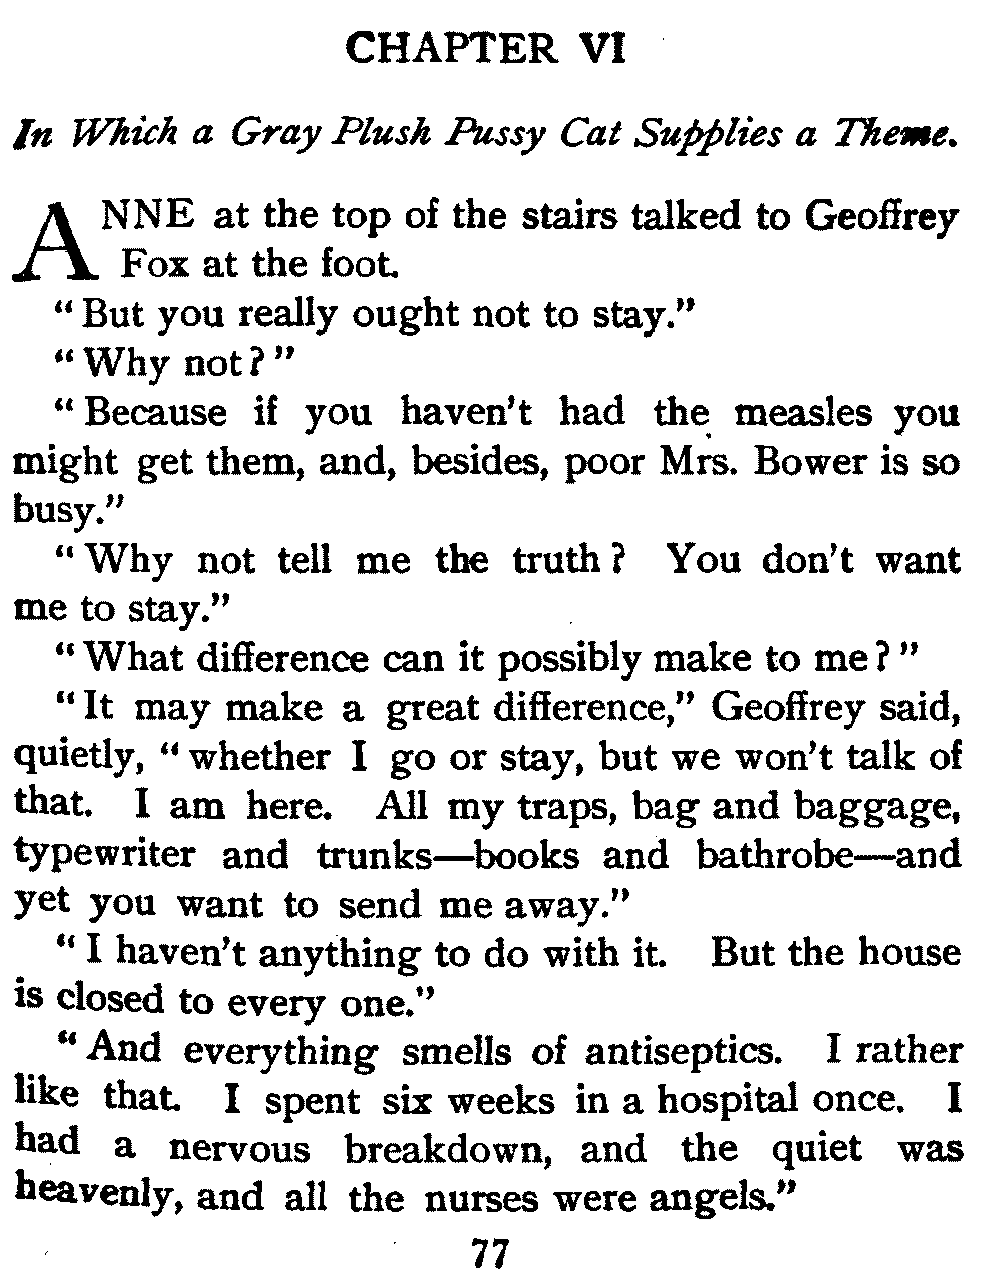 CHAPTER VI
In Which a Gray Plush Pussy Cat Supplies a Theme.
ANNE at the top of the stairs talked to Geoffrey
Fox at the foot.
"But you really ought not to stay."
"Why not?"
"Because if you haven't had the measles you
might get them, and, besides, poor Mrs. Bower is so
busy."
"Why not tell me the truth? You don't want
me to stay."
"What difference can it possibly make to me?"
"It may make a great difference," Geoffrey said,
quietly, "whether I go or stay, but we won't talk of
that. I am here. All my traps, bag and baggage,
typewriter and trunks—books and bathrobe—and
yet you want to send me away."
"I haven't anything to do with it. But the house
is closed to every one."
"And everything smells of antiseptics. I rather
like that. I spent six weeks in a hospital once. I
had a nervous breakdown, and the quiet was
heavenly, and all the nurses were angels."
77